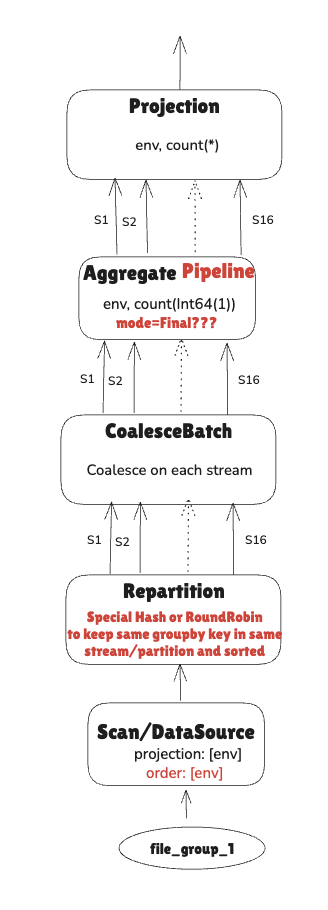 Projection
env, count(*)
S1 S2 S16
Aggregate Pipeline
env, count(Int64(1))
mode=Final???
S1 S2 S16
CoalesceBatch
Coalesce on each stream
S1 S2 S16
Repartition
Special Hash or RoundRobin
to keep same groupby key in same
stream/partition and sorted
Scan/DataSource
projection: [env]
order: [env]
file_group_1